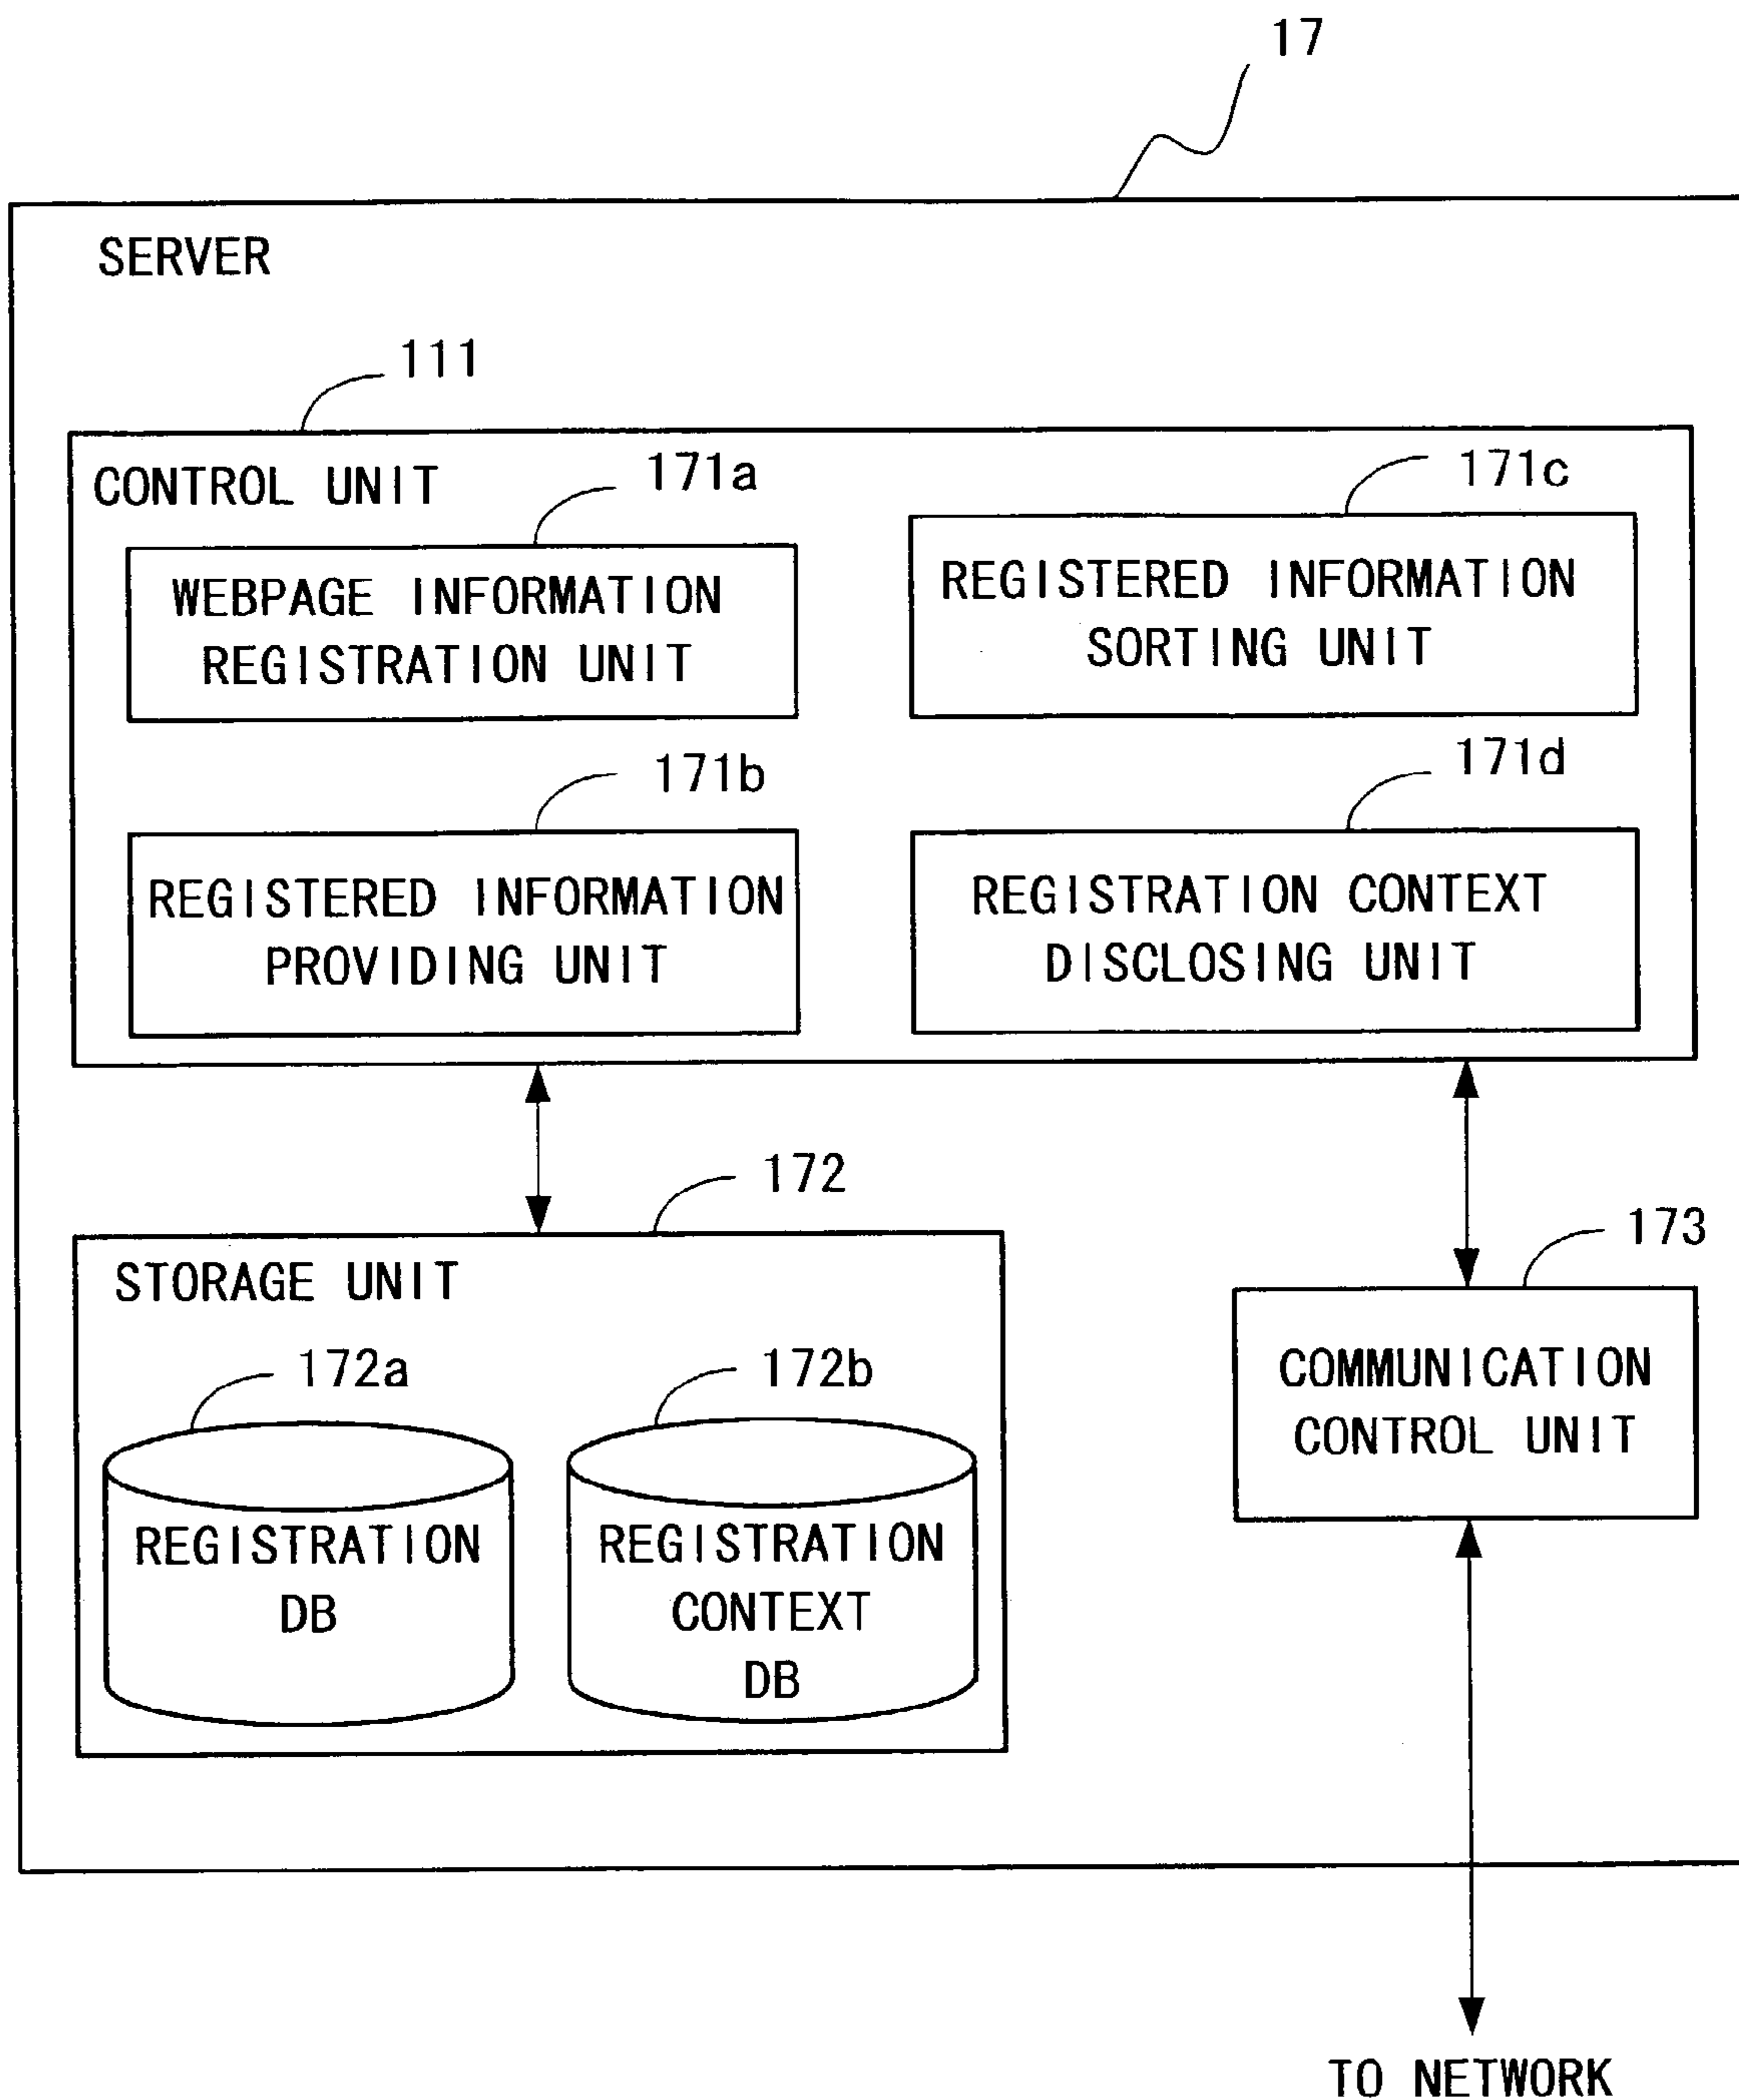 17
SERVER
111
CONTROL UNIT
171a
WEBPAGE INFORMATION
REGISTRATION UNIT
171c
REGISTERED INFORMATION
SORTING UNIT
171b
REGISTERED INFORMATION
PROVIDING UNIT
171d
REGISTRATION CONTEXT
DISCLOSING UNIT
172
STORAGE UNIT
172a
REGISTRATION
DB
172b
REGISTRATION
CONTEXT
DB
173
COMMUNICATION
CONTROL UNIT
TO NETWORK